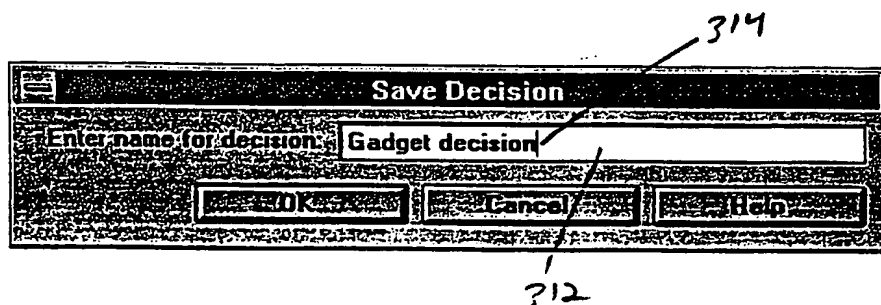 314
Save Decision
Enter name for decision: Gadget decision
OK Cancel Help
312